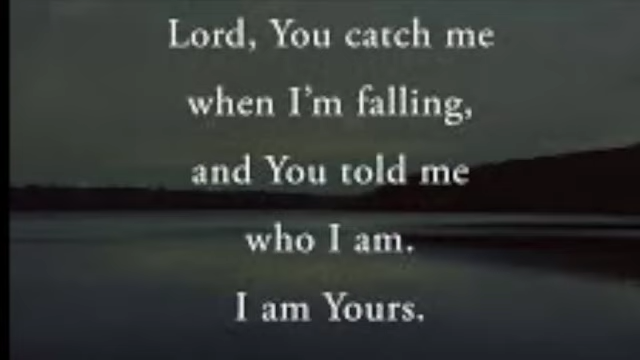 Lord, You catch me
when I'm falling,
and You told me
who I am.
I am Yours.